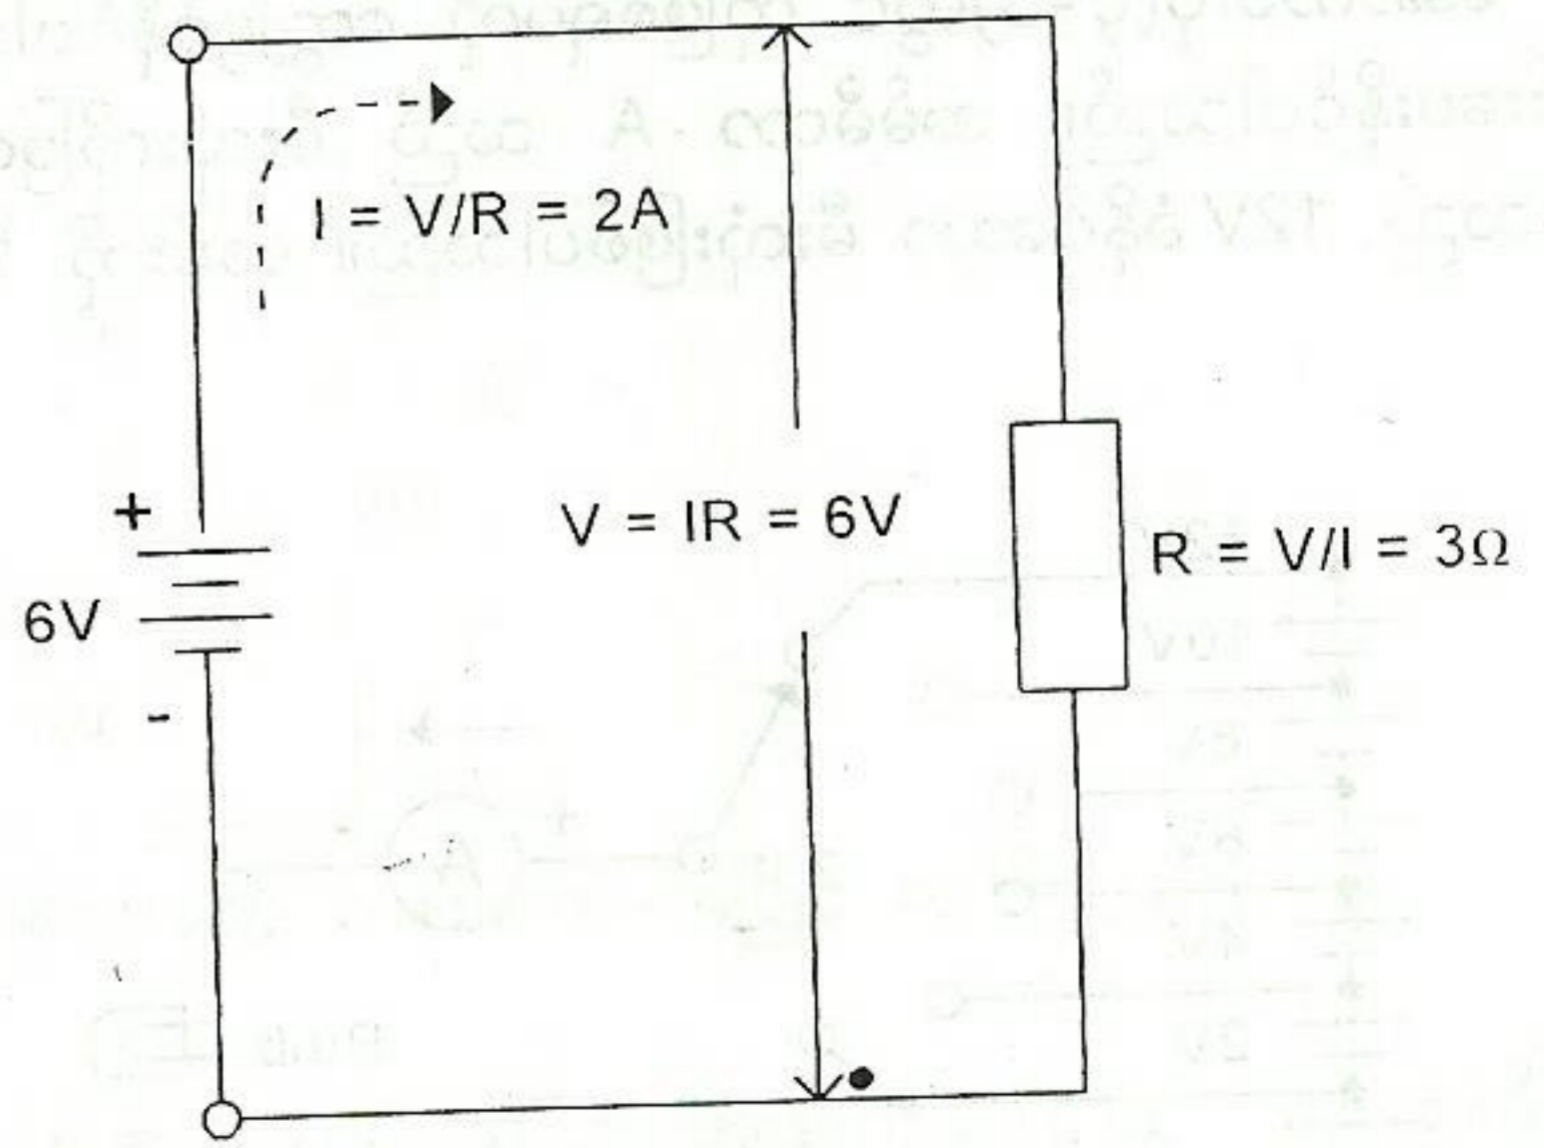 I = V/R = 2A
+
V = IR = 6V
R = V/I = 3Ω
6V
-